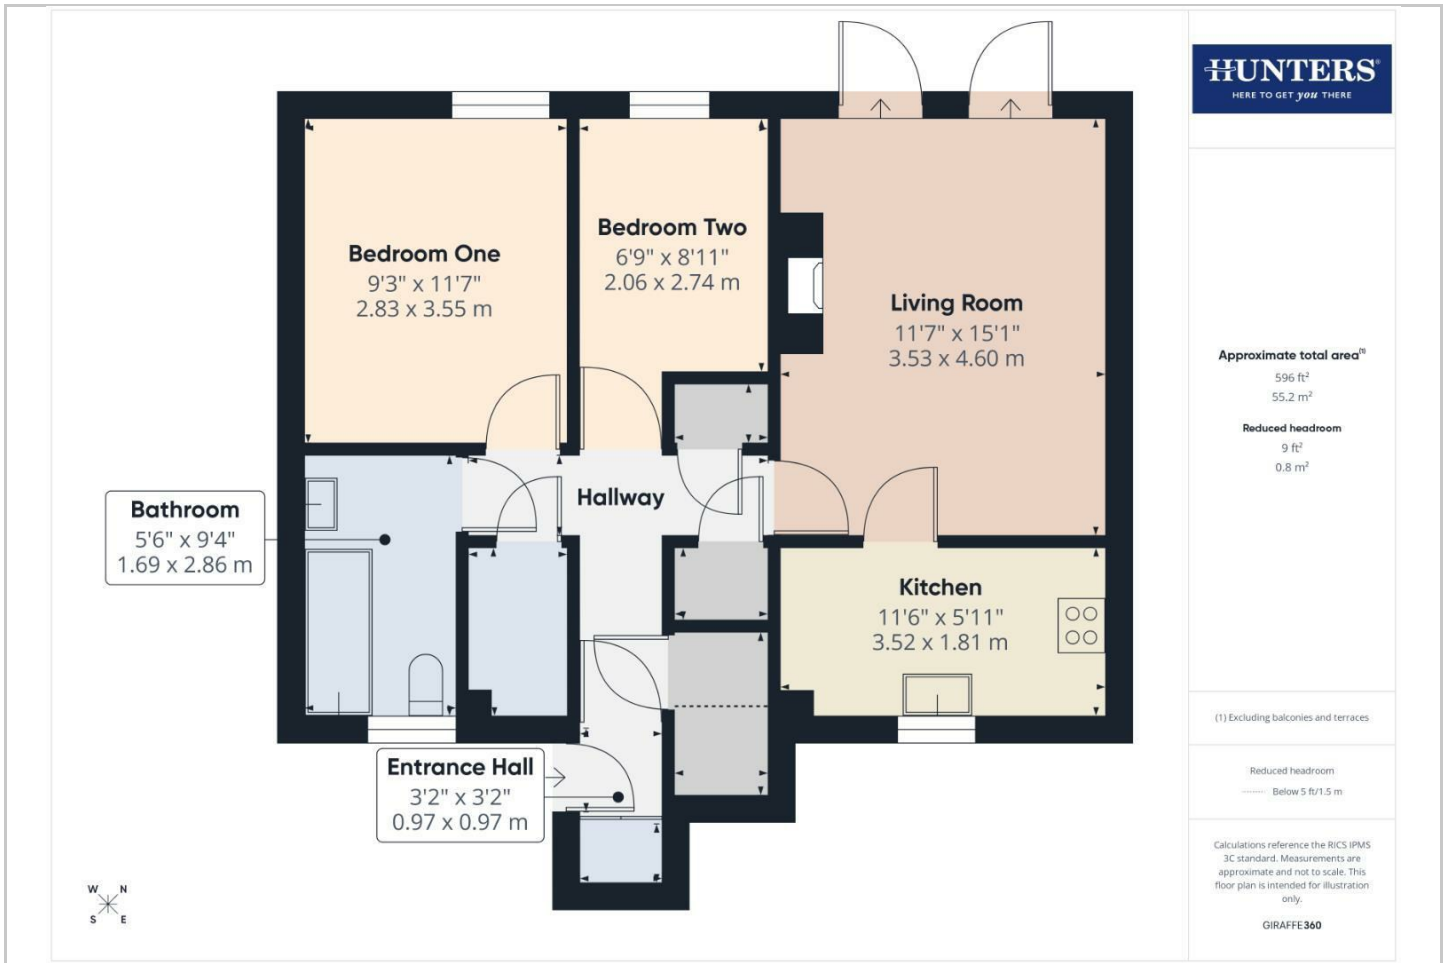 HUNTERS®
HERE TO GET you THERE
Bedroom One
9'3" x 11'7"
2.83 x 3.55 m
Bedroom Two
6'9" x 8'11"
2.06 x 2.74 m
Living Room
11'7" x 15'1"
3.53 x 4.60 m
Bathroom
5'6" x 9'4"
1.69 x 2.86 m
Hallway
Kitchen
11'6" x 5'11"
3.52 x 1.81 m
Entrance Hall
3'2" x 3'2"
0.97 x 0.97 m
W N
S E
Approximate total area(1)
596 ft²
55.2 m²
Reduced headroom
9 ft²
0.8 m²
(1) Excluding balconies and terraces
Reduced headroom
Below 5 ft/1.5 m
Calculations reference the RICS IPMS
3C standard. Measurements are
approximate and not to scale. This
floor plan is intended for illustration
only.
GIRAFFE360